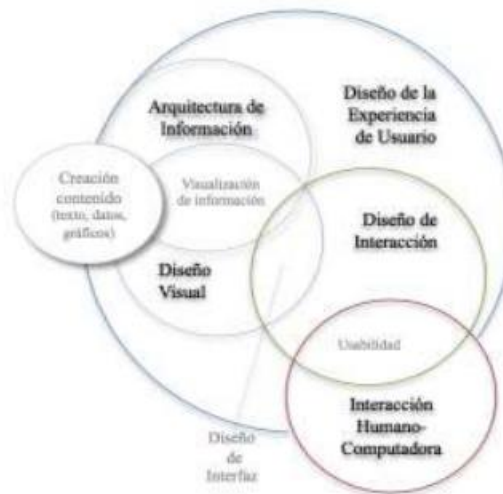 Arquitectura de
Información
Diseño de la
Experiencia
de Usuario
Creación
contenido
(texto, datos,
gráficos)
Visualización
de información
Diseño de
Interacción
Diseño
Visual
Usabilidad
Interacción
Humano-
Computadora
Diseño
de
Interfaz